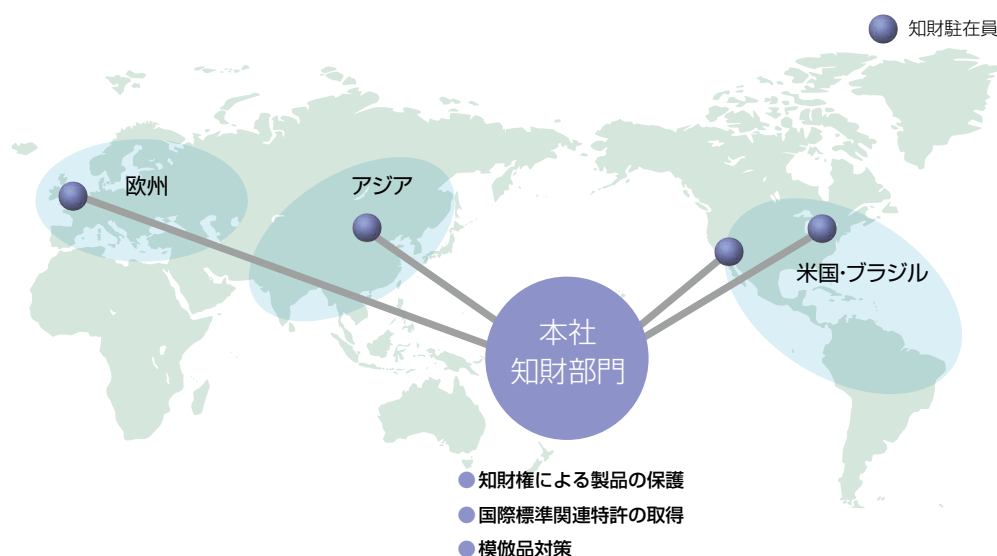 知財駐在員
欧州
アジア
米国・ブラジル
本社
知財部門
知財権による製品の保護
国際標準関連特許の取得
模倣品対策